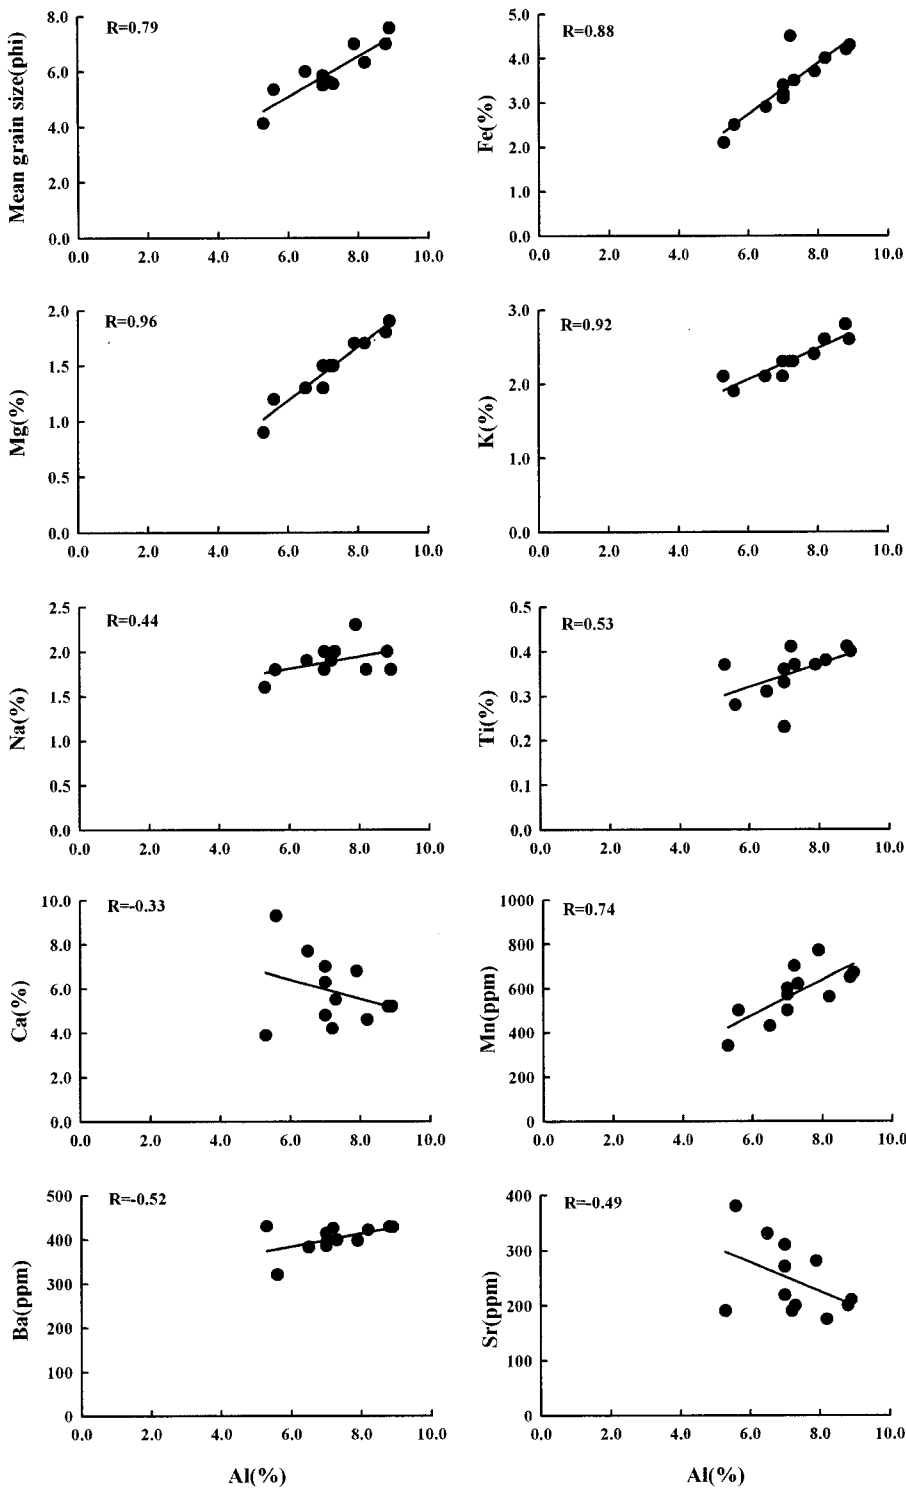 Mean grain size(phi)
R=0.79
8.0
6.0
4.0
2.0
0.0
0.0 2.0 4.0 6.0 8.0 10.0
Fe(%)
R=0.88
5.0
4.0
3.0
2.0
1.0
0.0
0.0 2.0 4.0 6.0 8.0 10.0
Mg(%)
R=0.96
2.0
1.5
1.0
0.5
0.0
0.0 2.0 4.0 6.0 8.0 10.0
K(%)
R=0.92
3.0
2.0
1.0
0.0
0.0 2.0 4.0 6.0 8.0 10.0
Na(%)
R=0.44
2.5
2.0
1.5
1.0
0.5
0.0
0.0 2.0 4.0 6.0 8.0 10.0
Ti(%)
R=0.53
0.5
0.4
0.3
0.2
0.1
0.0
0.0 2.0 4.0 6.0 8.0 10.0
Ca(%)
R=-0.33
10.0
8.0
6.0
4.0
2.0
0.0
0.0 2.0 4.0 6.0 8.0 10.0
Mn(ppm)
R=0.74
1000
800
600
400
200
0
0.0 2.0 4.0 6.0 8.0 10.0
Ba(ppm)
R=-0.52
500
400
300
200
100
0
0.0 2.0 4.0 6.0 8.0 10.0
Al(%)
Sr(ppm)
R=-0.49
400
300
200
100
0
0.0 2.0 4.0 6.0 8.0 10.0
Al(%)